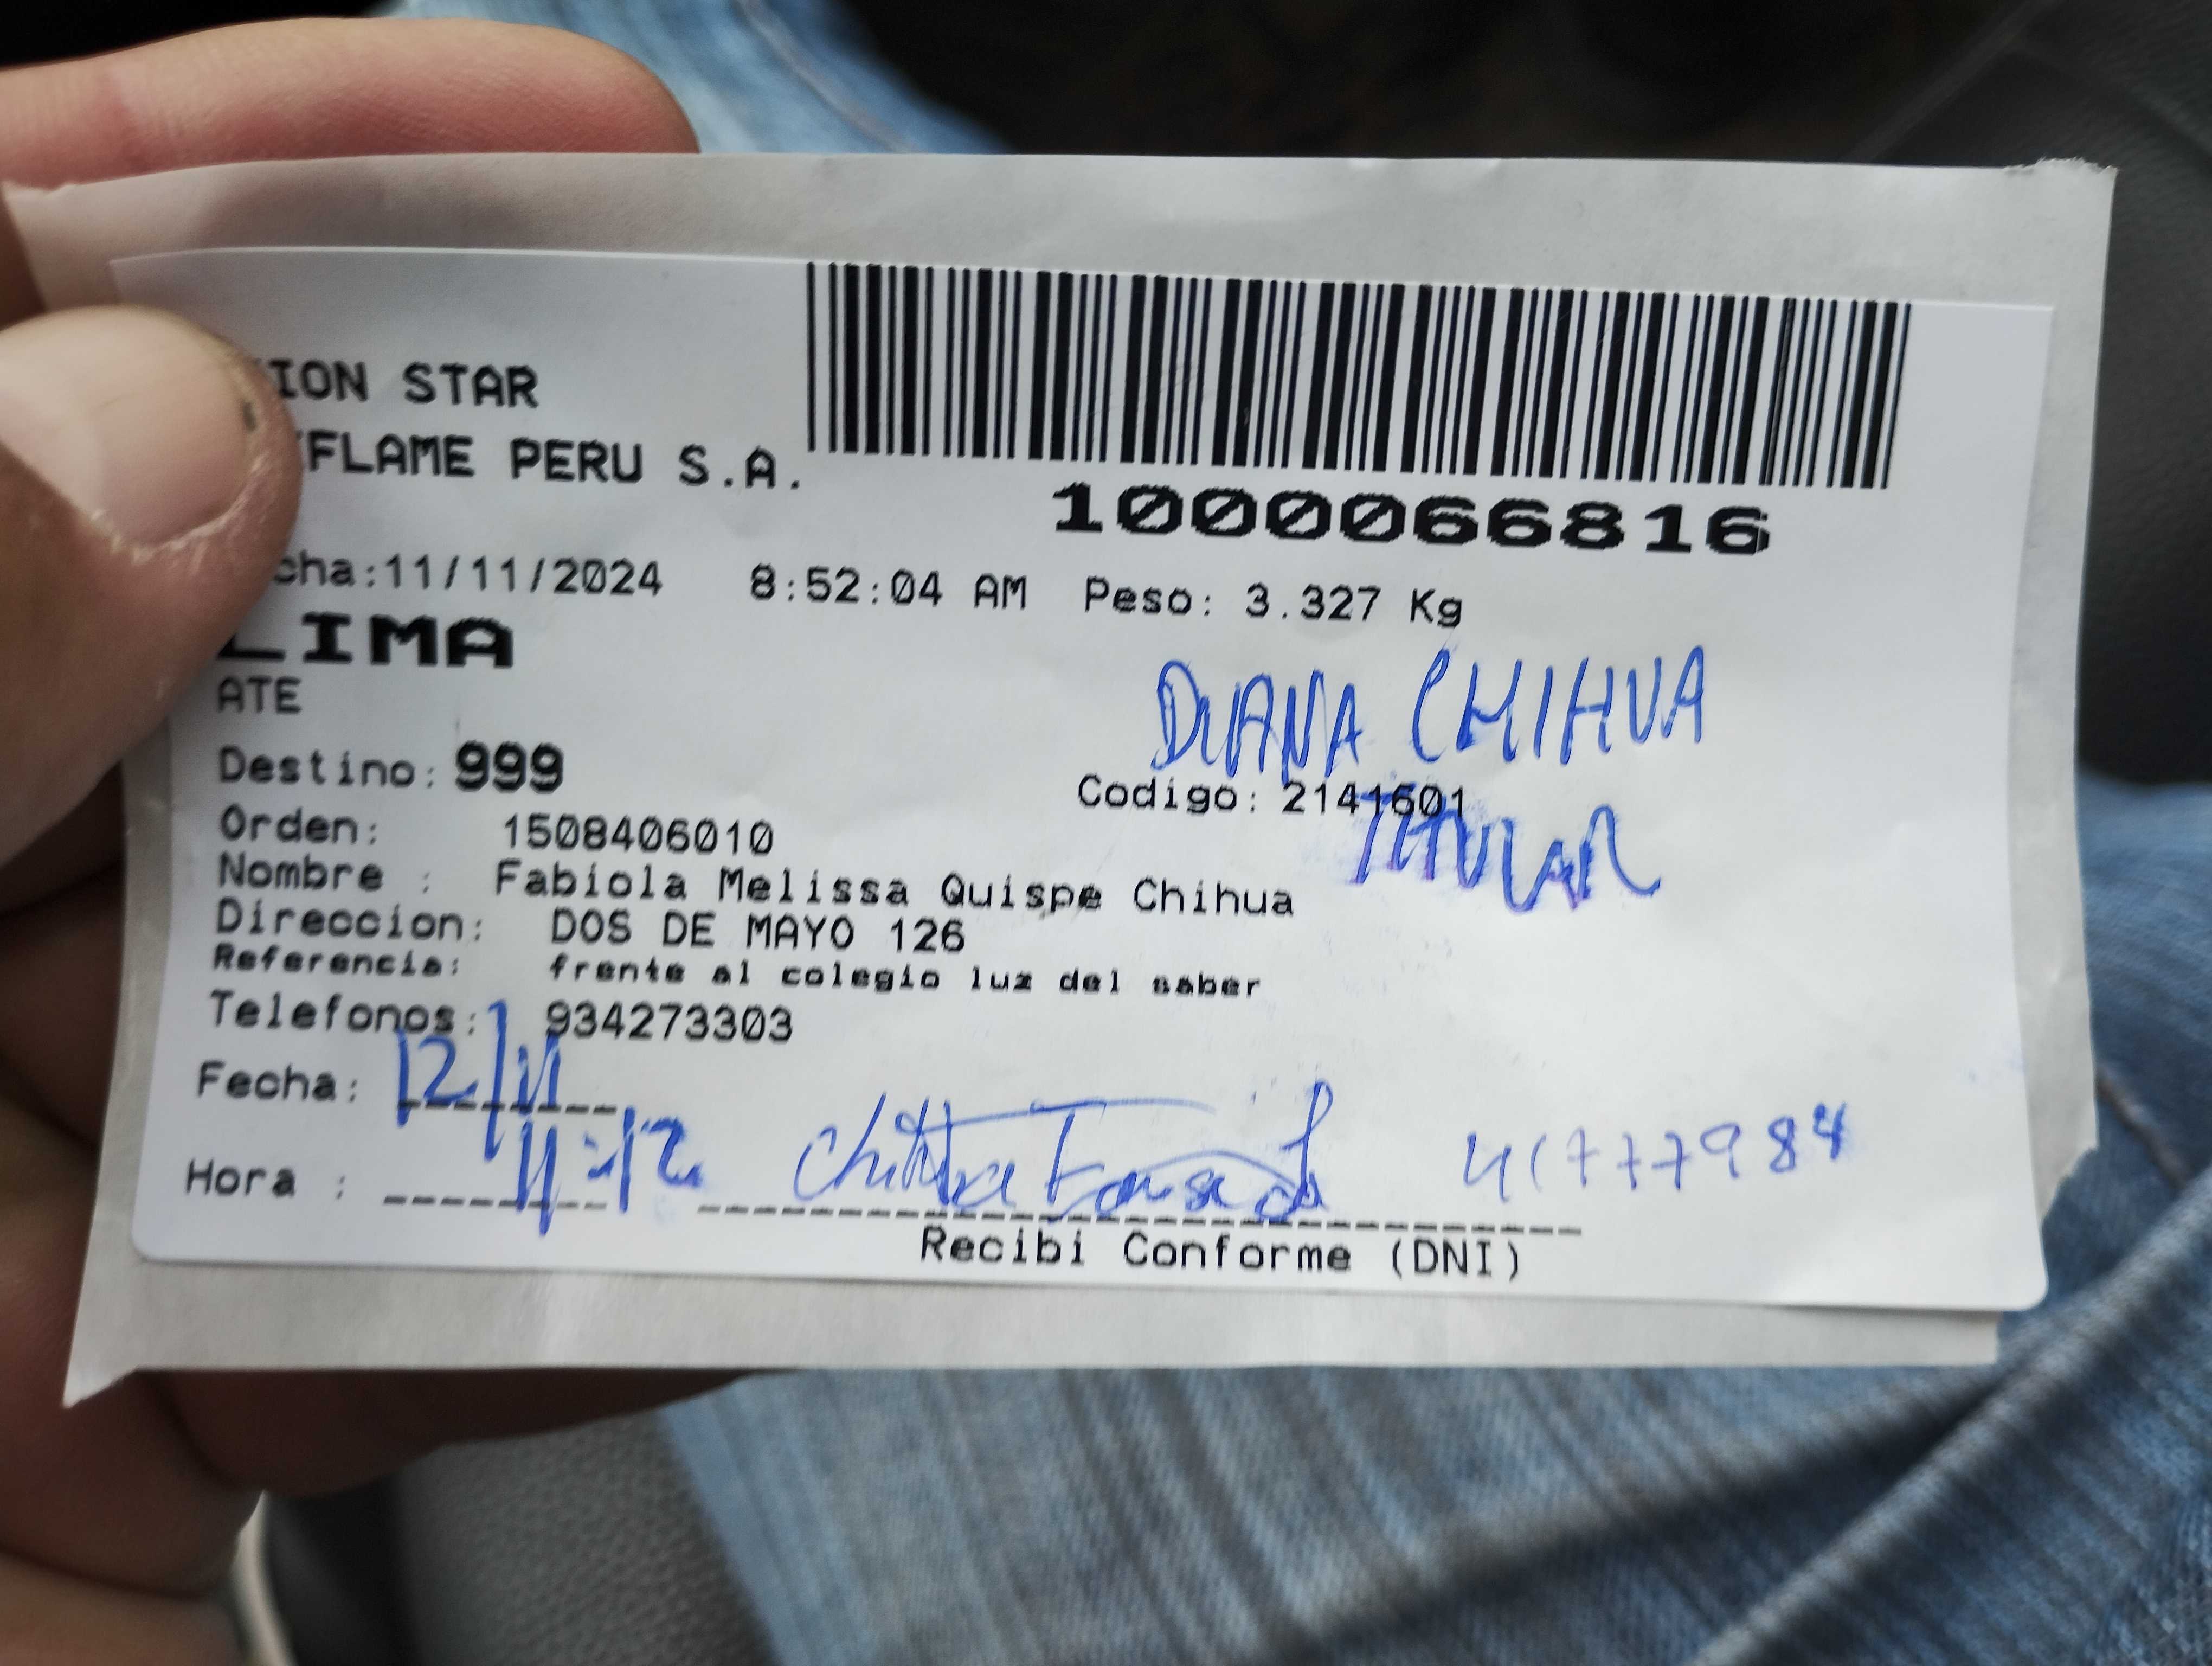 ION STAR
FLAME PERU S.A.
1000066816
cha:11/11/2024 8:52:04 AM Peso: 3.327 Kg
LIMA
ATE
DIANA CHIHUA
Destino: 999
Codigo: 2141601
TITULAR
Orden: 1508406010
Nombre : Fabiola Melissa Quispe Chihua
Direccion: DOS DE MAYO 126
Referencia: frente al colegio luz del saber
Telefonos: 934273303
Fecha: 12/11
Hora : 11:12
Recibi Conforme (DNI)